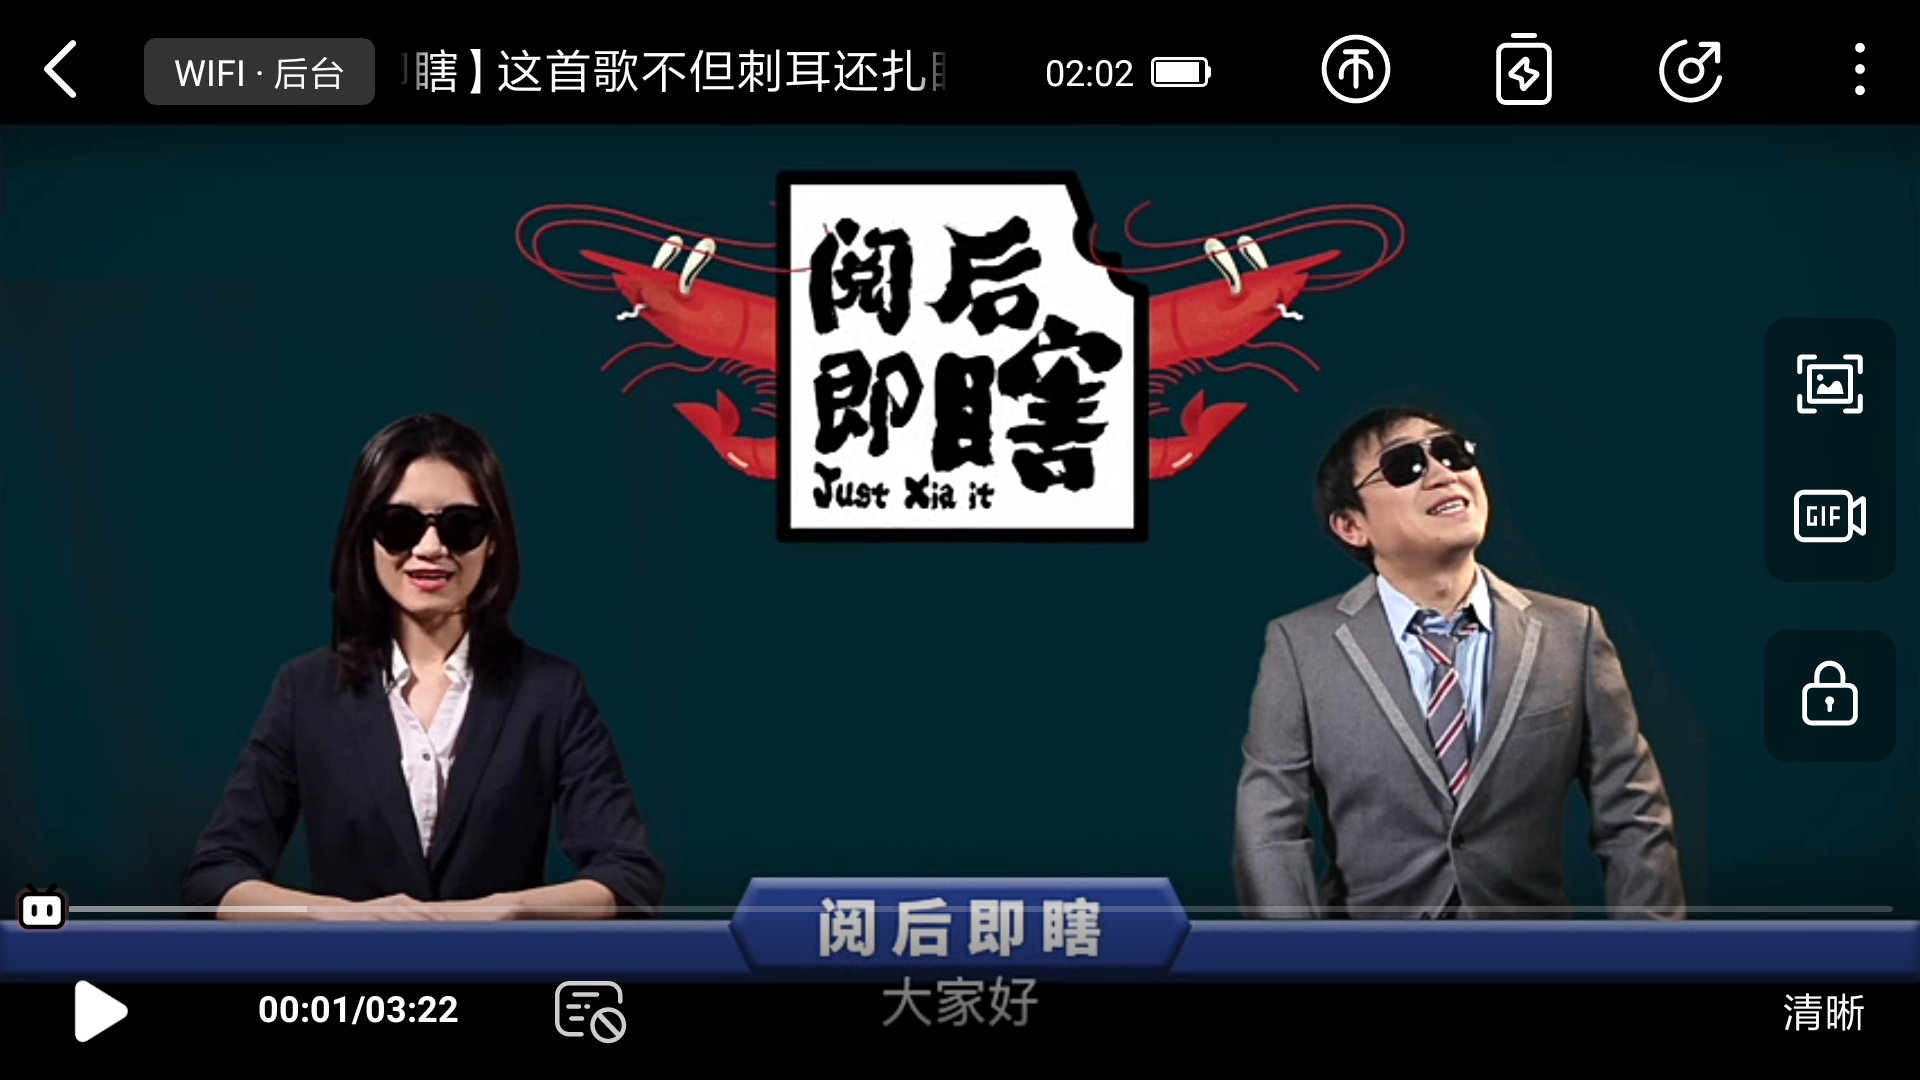 WIFI · 后台
瞎】这首歌不但刺耳还扎
02:02
阅后
即瞎
Just Xia it
GIF
阅后即瞎
大家好
00:01/03:22
清晰